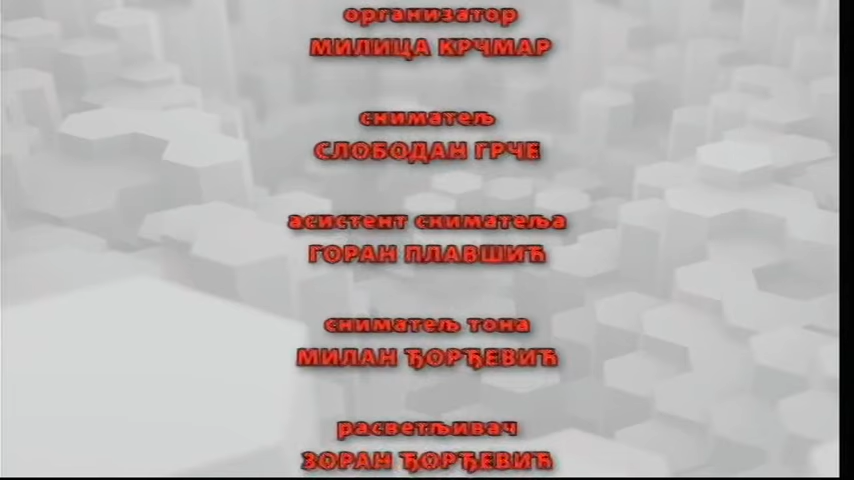 организатор
МИЛИЦА КРЧМАР
сниматељ
СЛОБОДАН ГРЧЕ
асистент сниматеља
ГОРАН ПЛАВШИЋ
сниматељ тона
МИЛАН ЂОРЂЕВИЋ
расветљивач
ЗОРАН ЂОРЂЕВИЋ